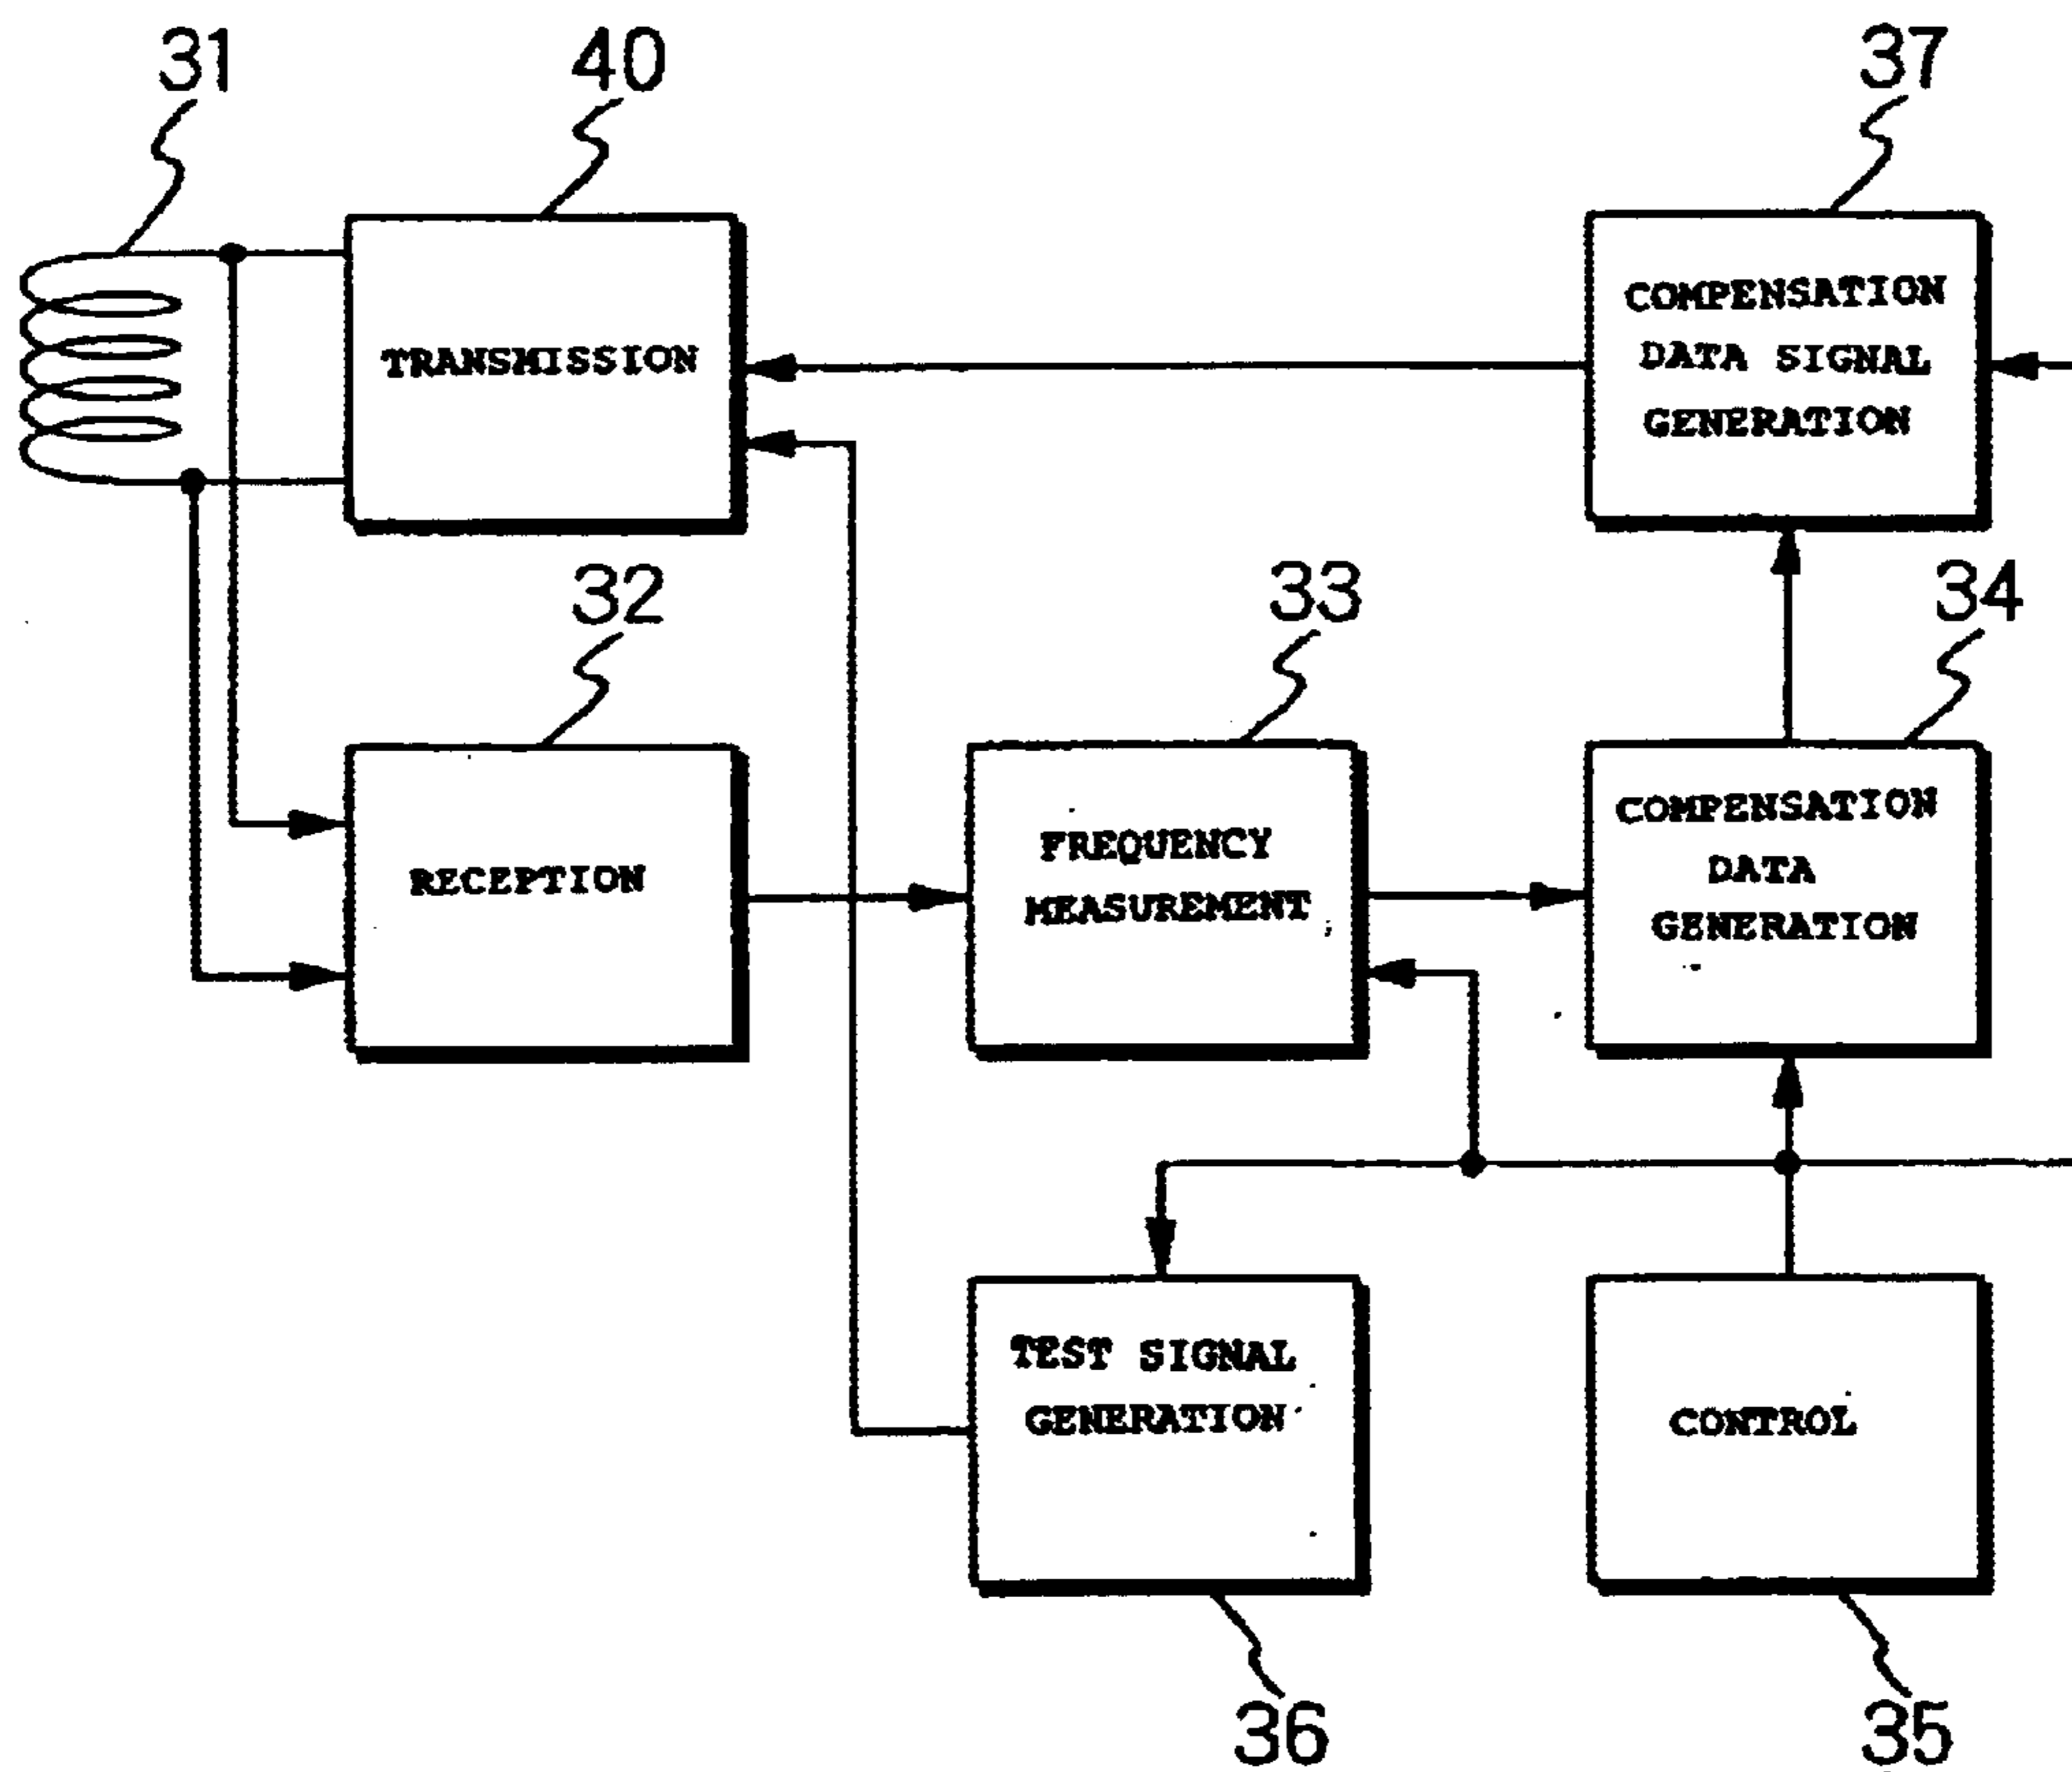 31
40
37
TRANSMISSION
COMPENSATION
DATA SIGNAL
GENERATION
32
33
34
RECEPTION
FREQUENCY
MEASUREMENT
COMPENSATION
DATA
GENERATION
TEST SIGNAL
GENERATION
CONTROL
36
35